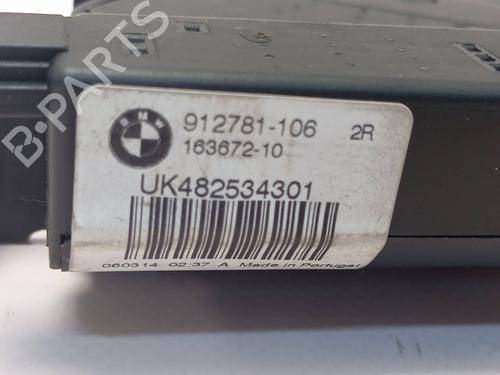 B-PARTS
BMW
912781-106 2R
163672-10
UK482534301
060314 02:37 A Made in Portugal